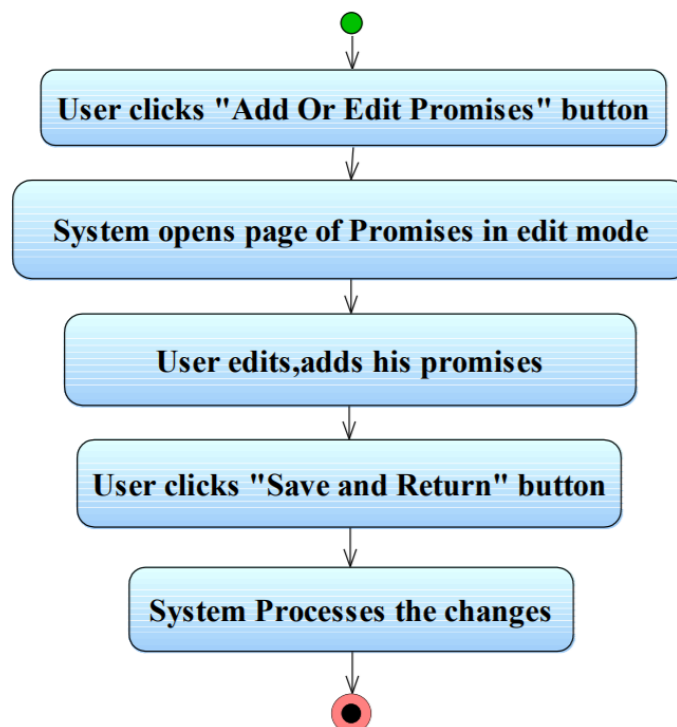 User clicks "Add Or Edit Promises" button
System opens page of Promises in edit mode
User edits,adds his promises
User clicks "Save and Return" button
System Processes the changes